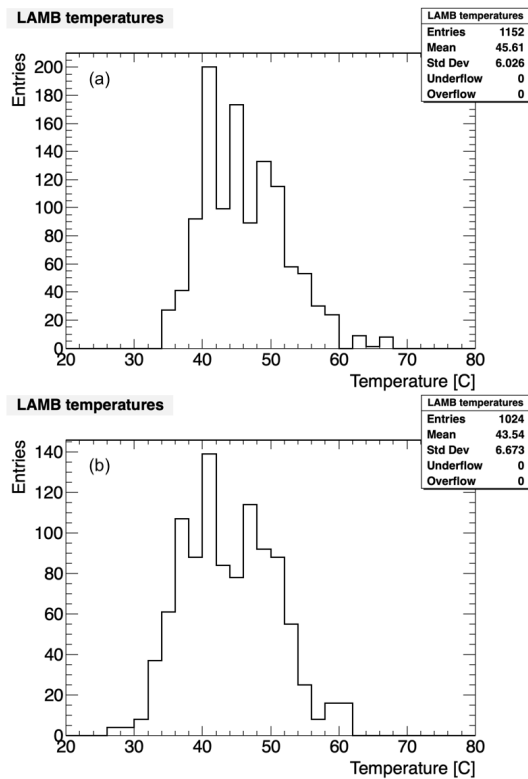 LAMB temperatures
LAMB temperatures
Entries 1152
Mean 45.61
Std Dev 6.026
Underflow 0
Overflow 0
Entries
(a)
200
180
160
140
120
100
80
60
40
20
0
20 30 40 50 60 70 80
Temperature [C]
LAMB temperatures
LAMB temperatures
Entries 1024
Mean 43.54
Std Dev 6.673
Underflow 0
Overflow 0
Entries
(b)
140
120
100
80
60
40
20
0
20 30 40 50 60 70 80
Temperature [C]